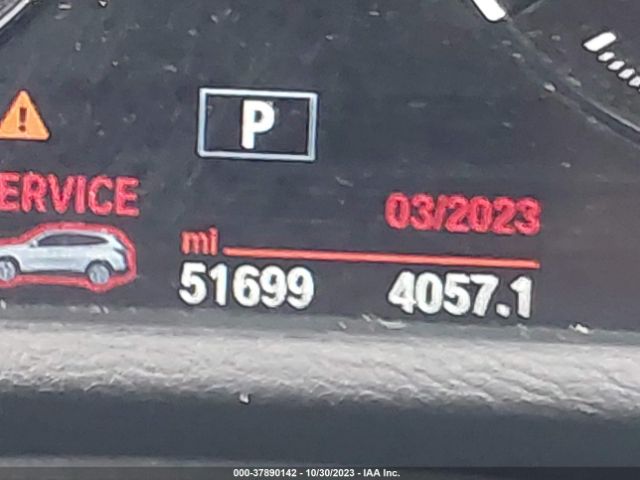 P
ERVICE
03/2023
mi
51699 4057.1
000-37890142 - 10/30/2023 - IAA Inc.